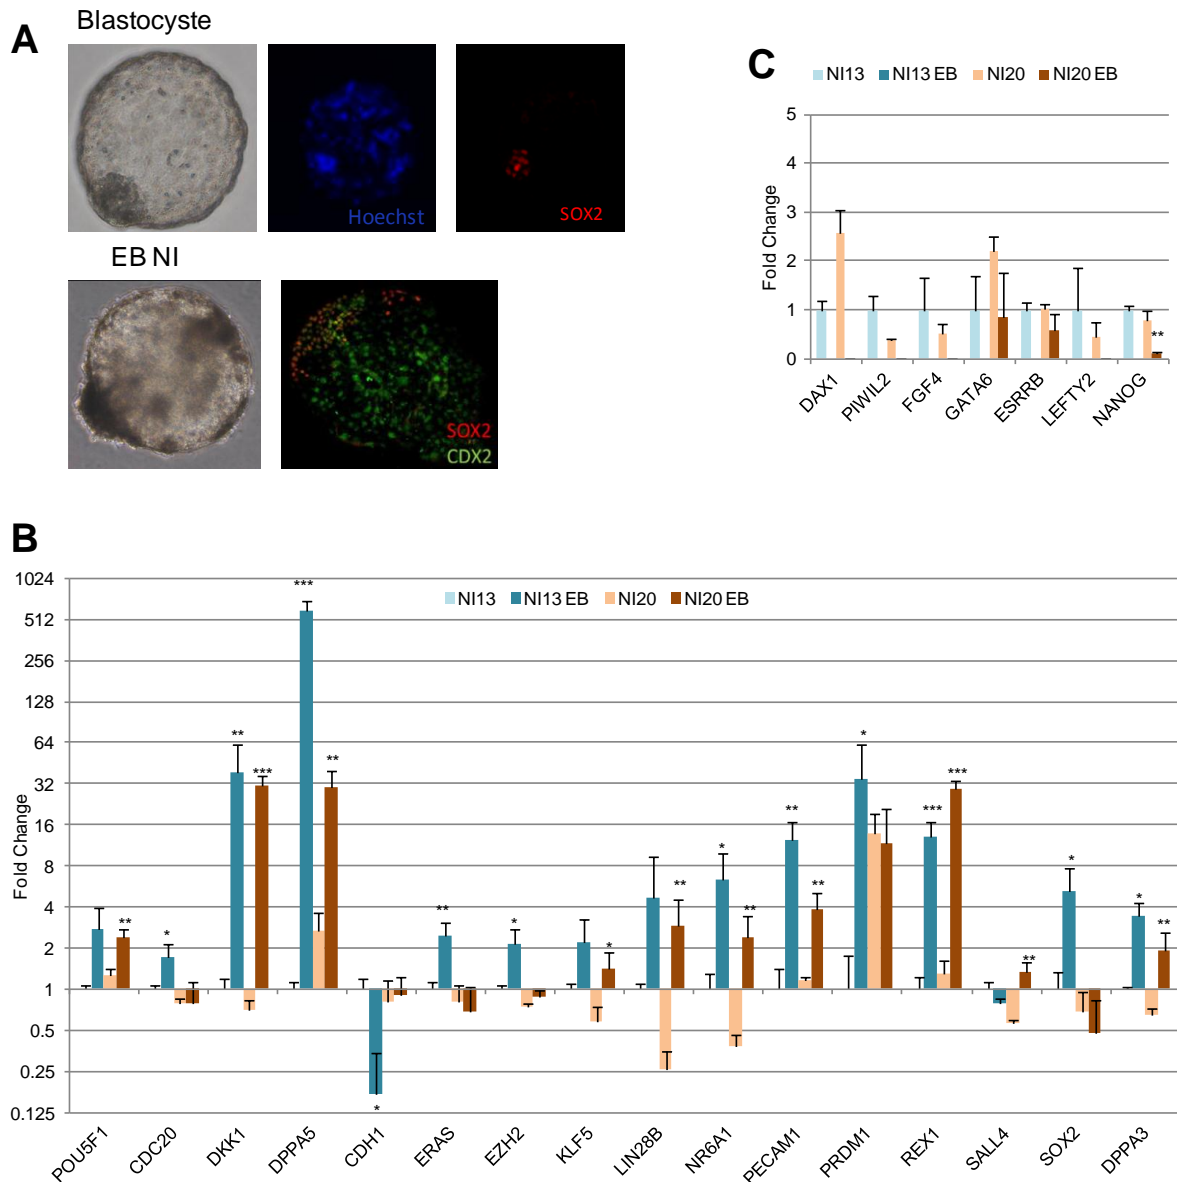 Blastocyste
A
Hoechst
SOX2
EB NI
SOX2
CDX2
C
NI13 NI13 EB NI20 NI20 EB
5
4
3
2
1
0
Fold Change
**
DAX1 PIWIL2 FGF4 GATA6 ESRRB LEFTY2 NANOG
B
NI13 NI13 EB NI20 NI20 EB
1024
512
256
128
64
32
16
8
4
2
1
0.5
0.25
0.125
Fold Change
** * ** *** *** ** * ** * * ** * ** ** ** * *** *** ** * * **
POU5F1 CDC20 DKK1 DPPA5 CDH1 ERAS EZH2 KLF5 LIN28B NR6A1 PECAM1 PRDM1 REX1 SALL4 SOX2 DPPA3